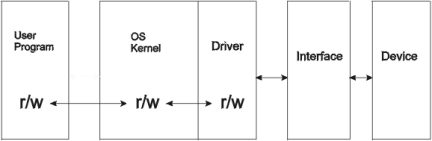 User
Program
OS
Kernel
Driver
Interface
Device
r/w
r/w
r/w